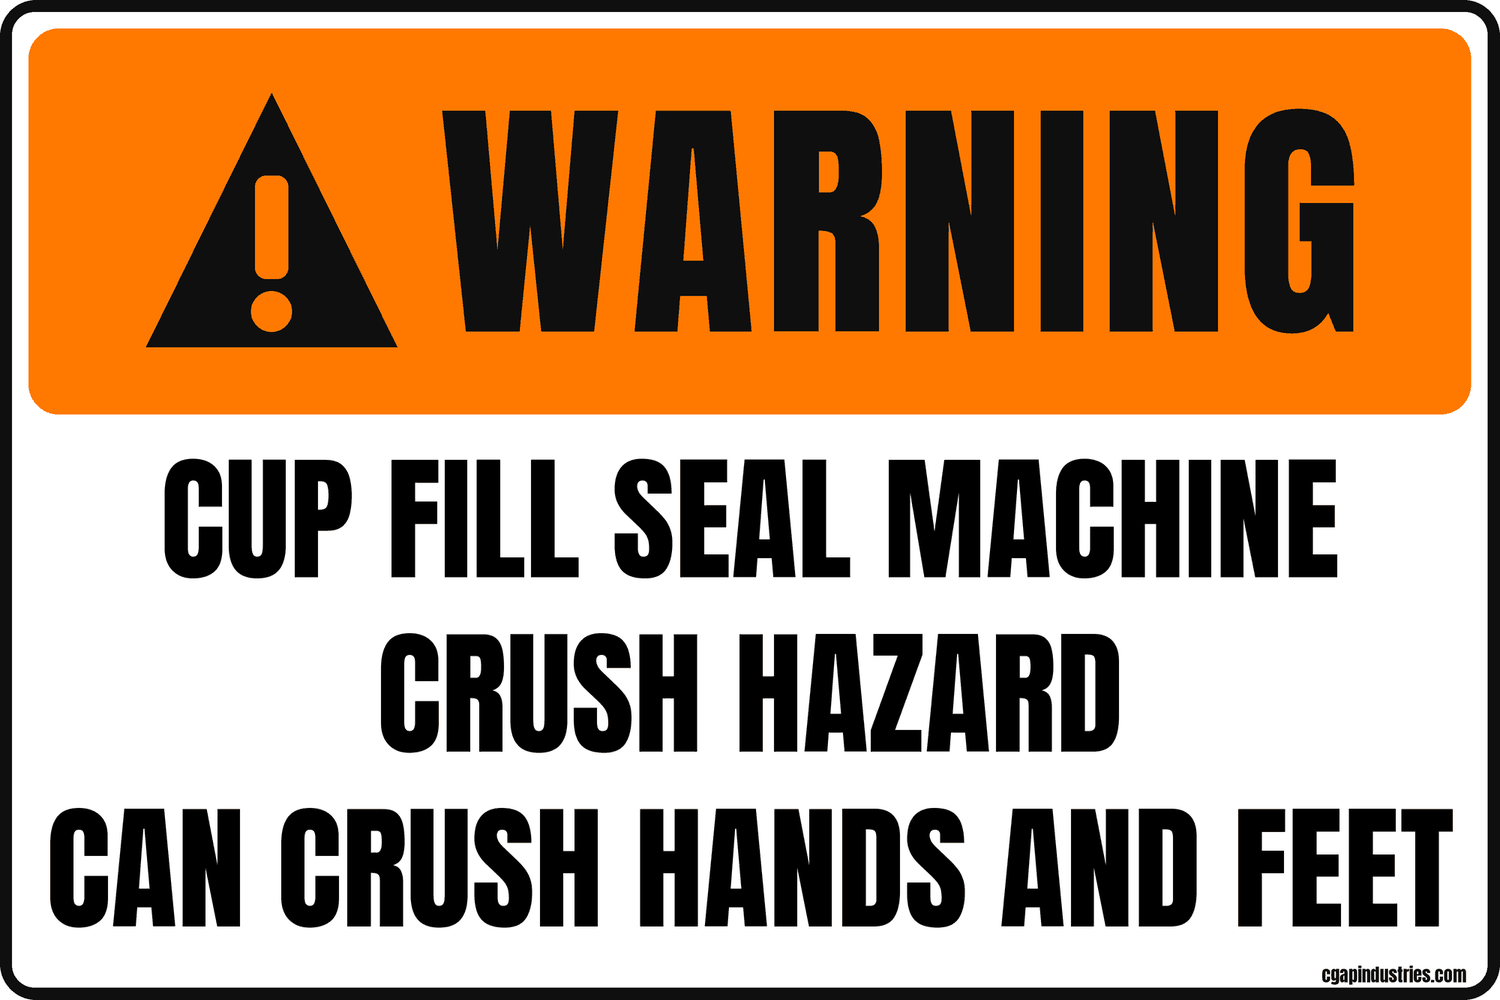 WARNING
CUP FILL SEAL MACHINE
CRUSH HAZARD
CAN CRUSH HANDS AND FEET
cgapindustries.com